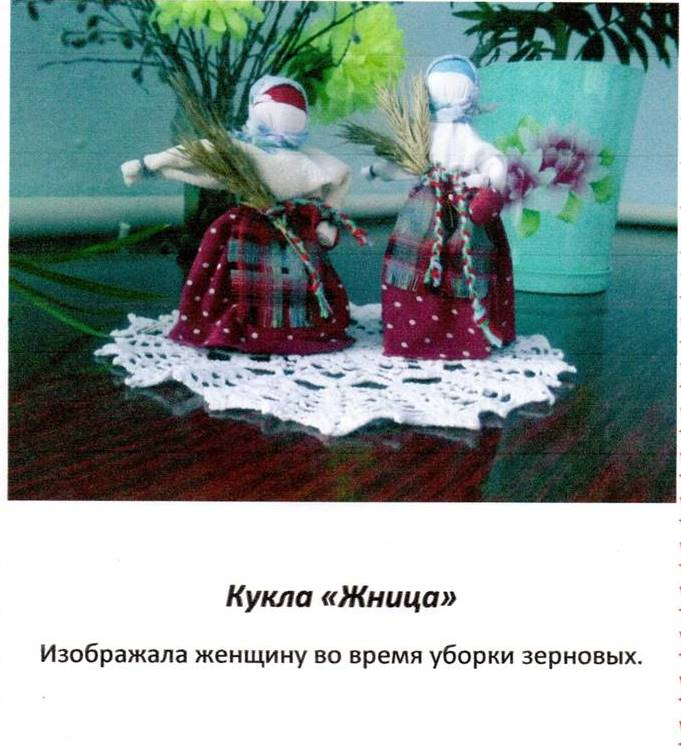 Кукла «Жница»
Изображала женщину во время уборки зерновых.